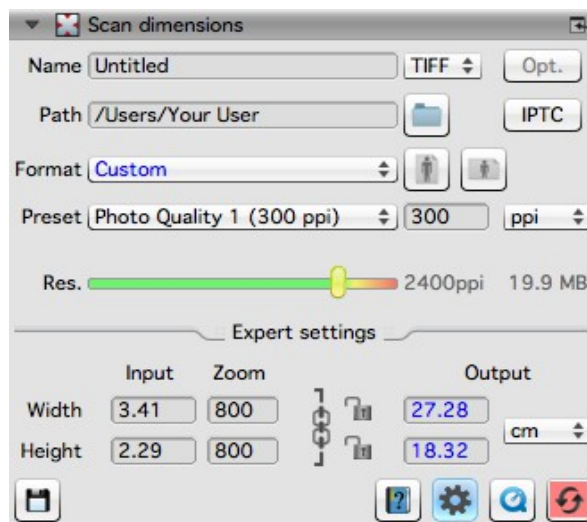 Scan dimensions
Name Untitled TIFF Opt.
Path /Users/Your User IPTC
Format Custom
Preset Photo Quality 1 (300 ppi) 300 ppi
Res. 2400ppi 19.9 MB
Expert settings
Input Zoom Output
Width 3.41 800 27.28
cm
Height 2.29 800 18.32
?